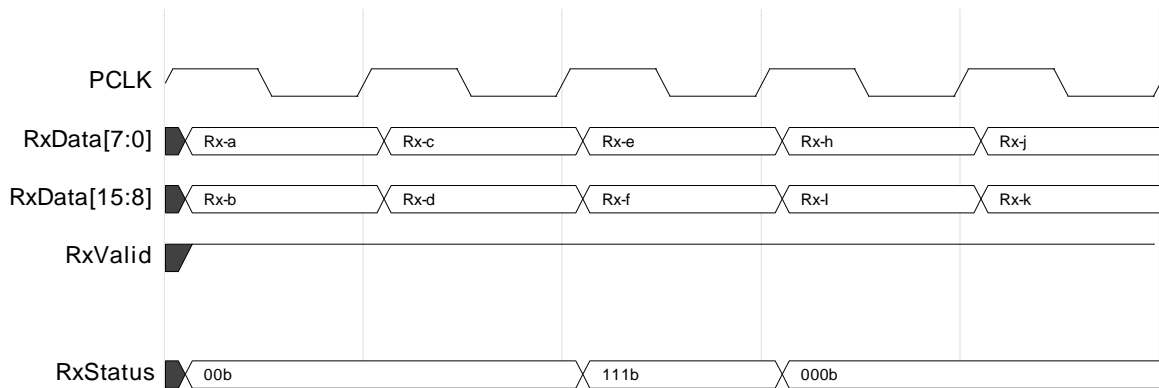 PCLK
RxData[7:0] Rx-a Rx-c Rx-e Rx-h Rx-j
RxData[15:8] Rx-b Rx-d Rx-f Rx-I Rx-k
RxValid
RxStatus 00b 111b 000b